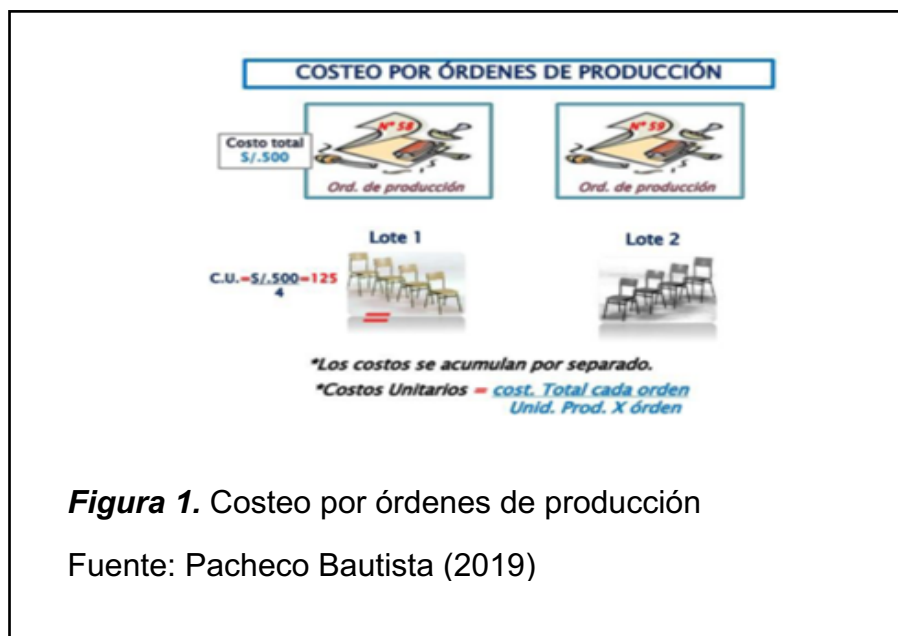 COSTEO POR ÓRDENES DE PRODUCCIÓN
Costo total
S/.500
N° 58
Ord. de producción
N° 59
Ord. de producción
Lote 1
Lote 2
C.U.=S/.500=125
4
*Los costos se acumulan por separado.
*Costos Unitarios = cost. Total cada orden
Unid. Prod. X órden
Figura 1. Costeo por órdenes de producción
Fuente: Pacheco Bautista (2019)